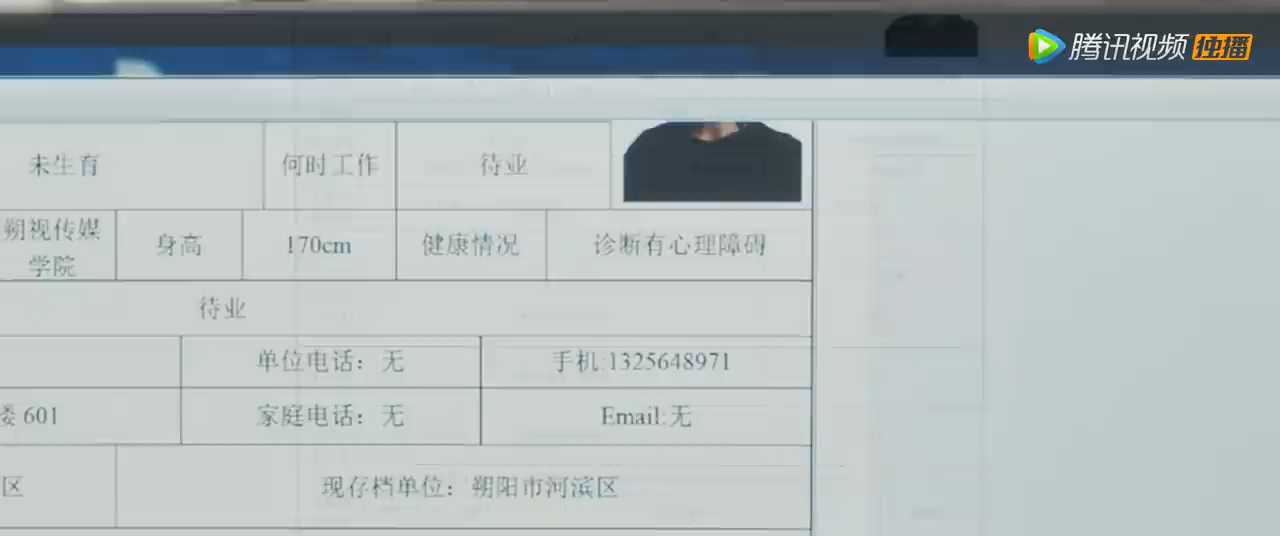 腾讯视频 独播
未生育 何时工作 待业
朔视传媒
学院 身高 170cm 健康情况 诊断有心理障碍
待业
单位电话：无 手机:1325648971
601 家庭电话：无 Email:无
区 现存档单位：朔阳市河滨区